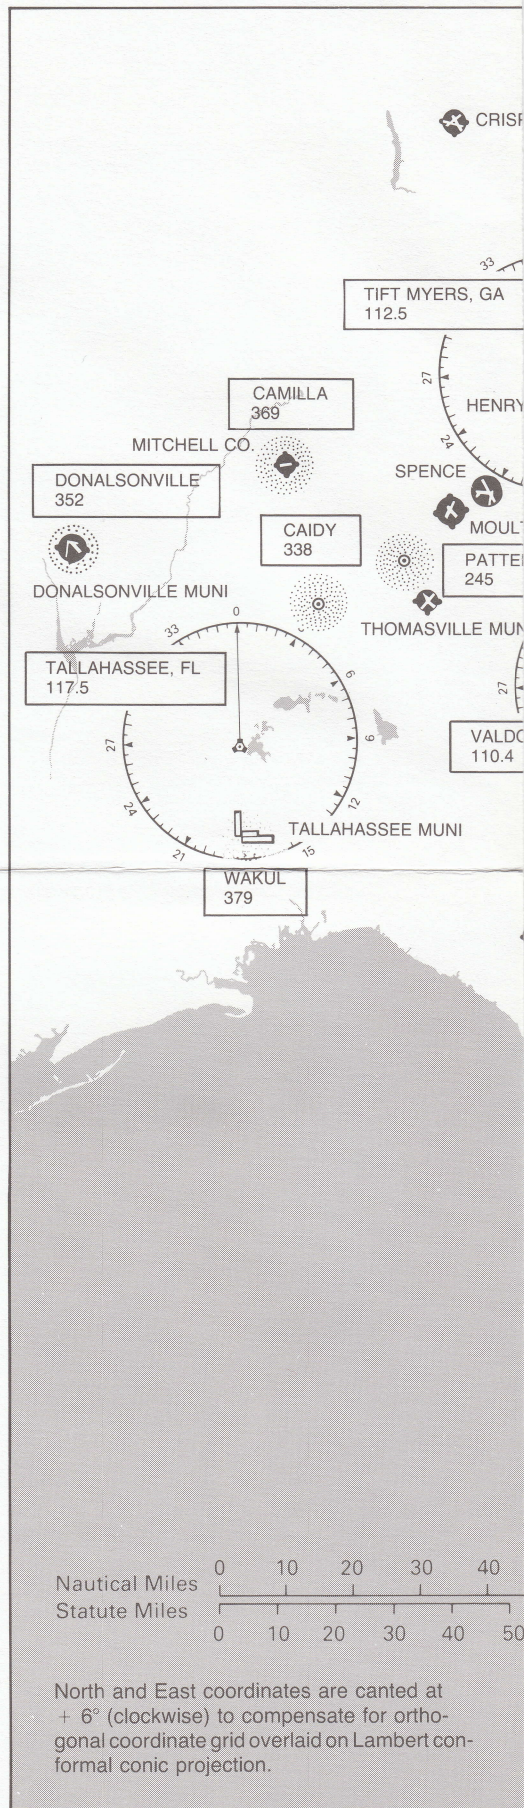 CRISP
33
TIFT MYERS, GA
112.5
27
CAMILLA
369
HENRY
24
MITCHELL CO.
DONALSONVILLE
352
SPENCE
CAIDY
338
MOULT
PATTE
245
DONALSONVILLE MUNI
0
33
THOMASVILLE MUN
TALLAHASSEE, FL
117.5
6
27
VALDO
110.4
27
9
24
12
TALLAHASSEE MUNI
21
15
WAKUL
379
0 10 20 30 40
Nautical Miles
Statute Miles
0 10 20 30 40 50
North and East coordinates are canted at
+ 6° (clockwise) to compensate for ortho-
gonal coordinate grid overlaid on Lambert con-
formal conic projection.